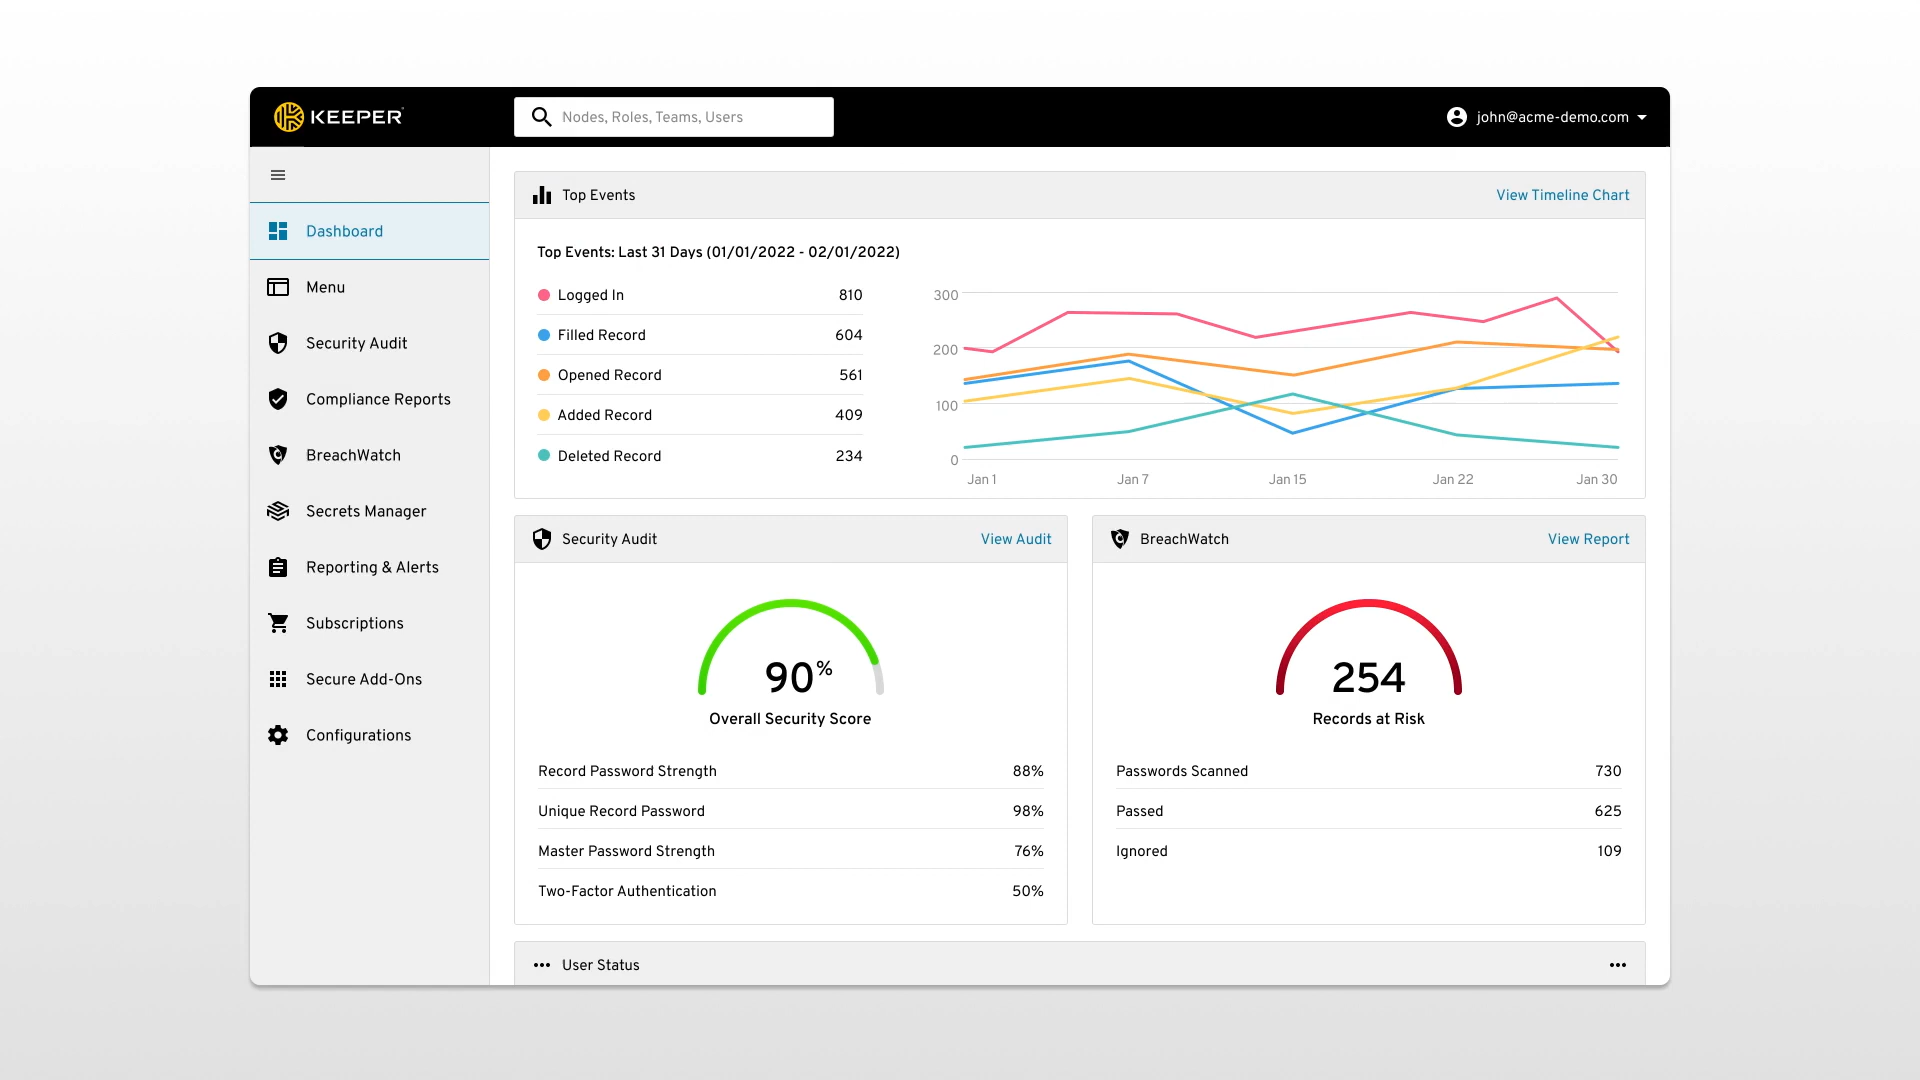 KEEPER
Nodes, Roles, Teams, Users
john@acme-demo.com
Dashboard
Menu
Security Audit
Compliance Reports
BreachWatch
Secrets Manager
Reporting & Alerts
Subscriptions
Secure Add-Ons
Configurations
Top Events
View Timeline Chart
Top Events: Last 31 Days (01/01/2022 - 02/01/2022)
Logged In 810
Filled Record 604
Opened Record 561
Added Record 409
Deleted Record 234
300
200
100
0
Jan 1 Jan 7 Jan 15 Jan 22 Jan 30
Security Audit
View Audit
90%
Overall Security Score
Record Password Strength 88%
Unique Record Password 98%
Master Password Strength 76%
Two-Factor Authentication 50%
BreachWatch
View Report
254
Records at Risk
Passwords Scanned 730
Passed 625
Ignored 109
User Status